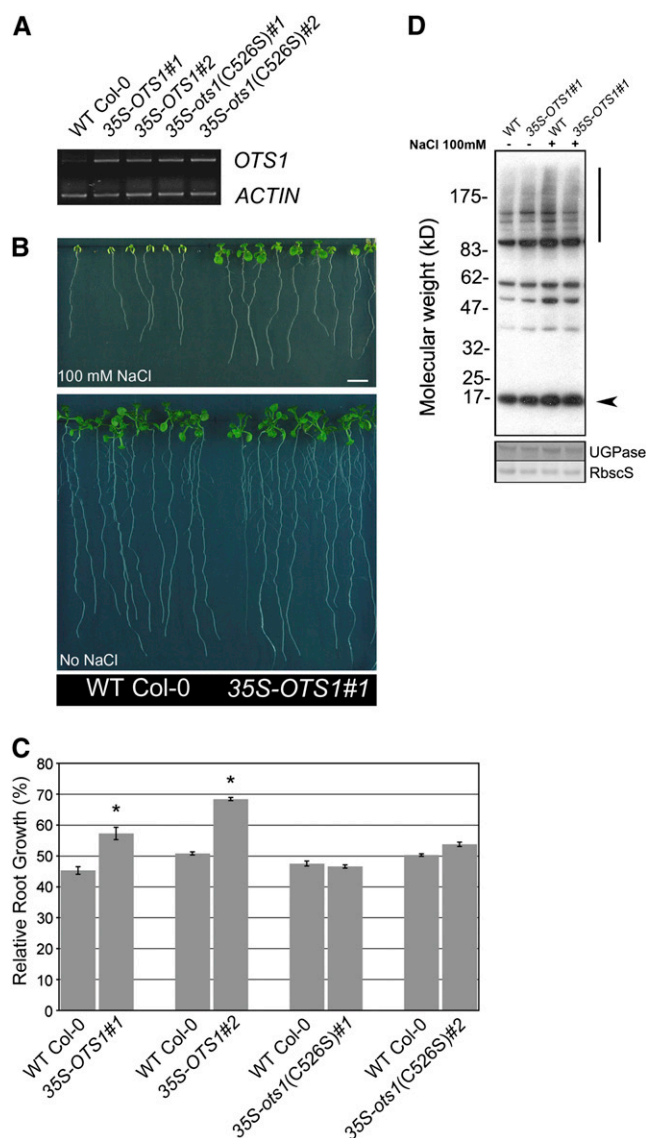 A
WT Col-0
35S-OTS1#1
35S-OTS1#2
35S-ots1(C526S)#1
35S-ots1(C526S)#2
OTS1
ACTIN
B
100 mM NaCl
No NaCl
WT Col-0 35S-OTS1#1
C
Relative Root Growth (%)
80
70
60
50
40
30
20
10
0
*
*
WT Col-0
35S-OTS1#1
WT Col-0
35S-OTS1#2
WT Col-0
35S-ots1(C526S)#1
WT Col-0
35S-ots1(C526S)#2
D
WT
35S-OTS1#1
WT
35S-OTS1#1
NaCl 100mM - - + +
Molecular weight (kD)
175-
83-
62-
47-
32-
25-
17-
UGPase
RbscS